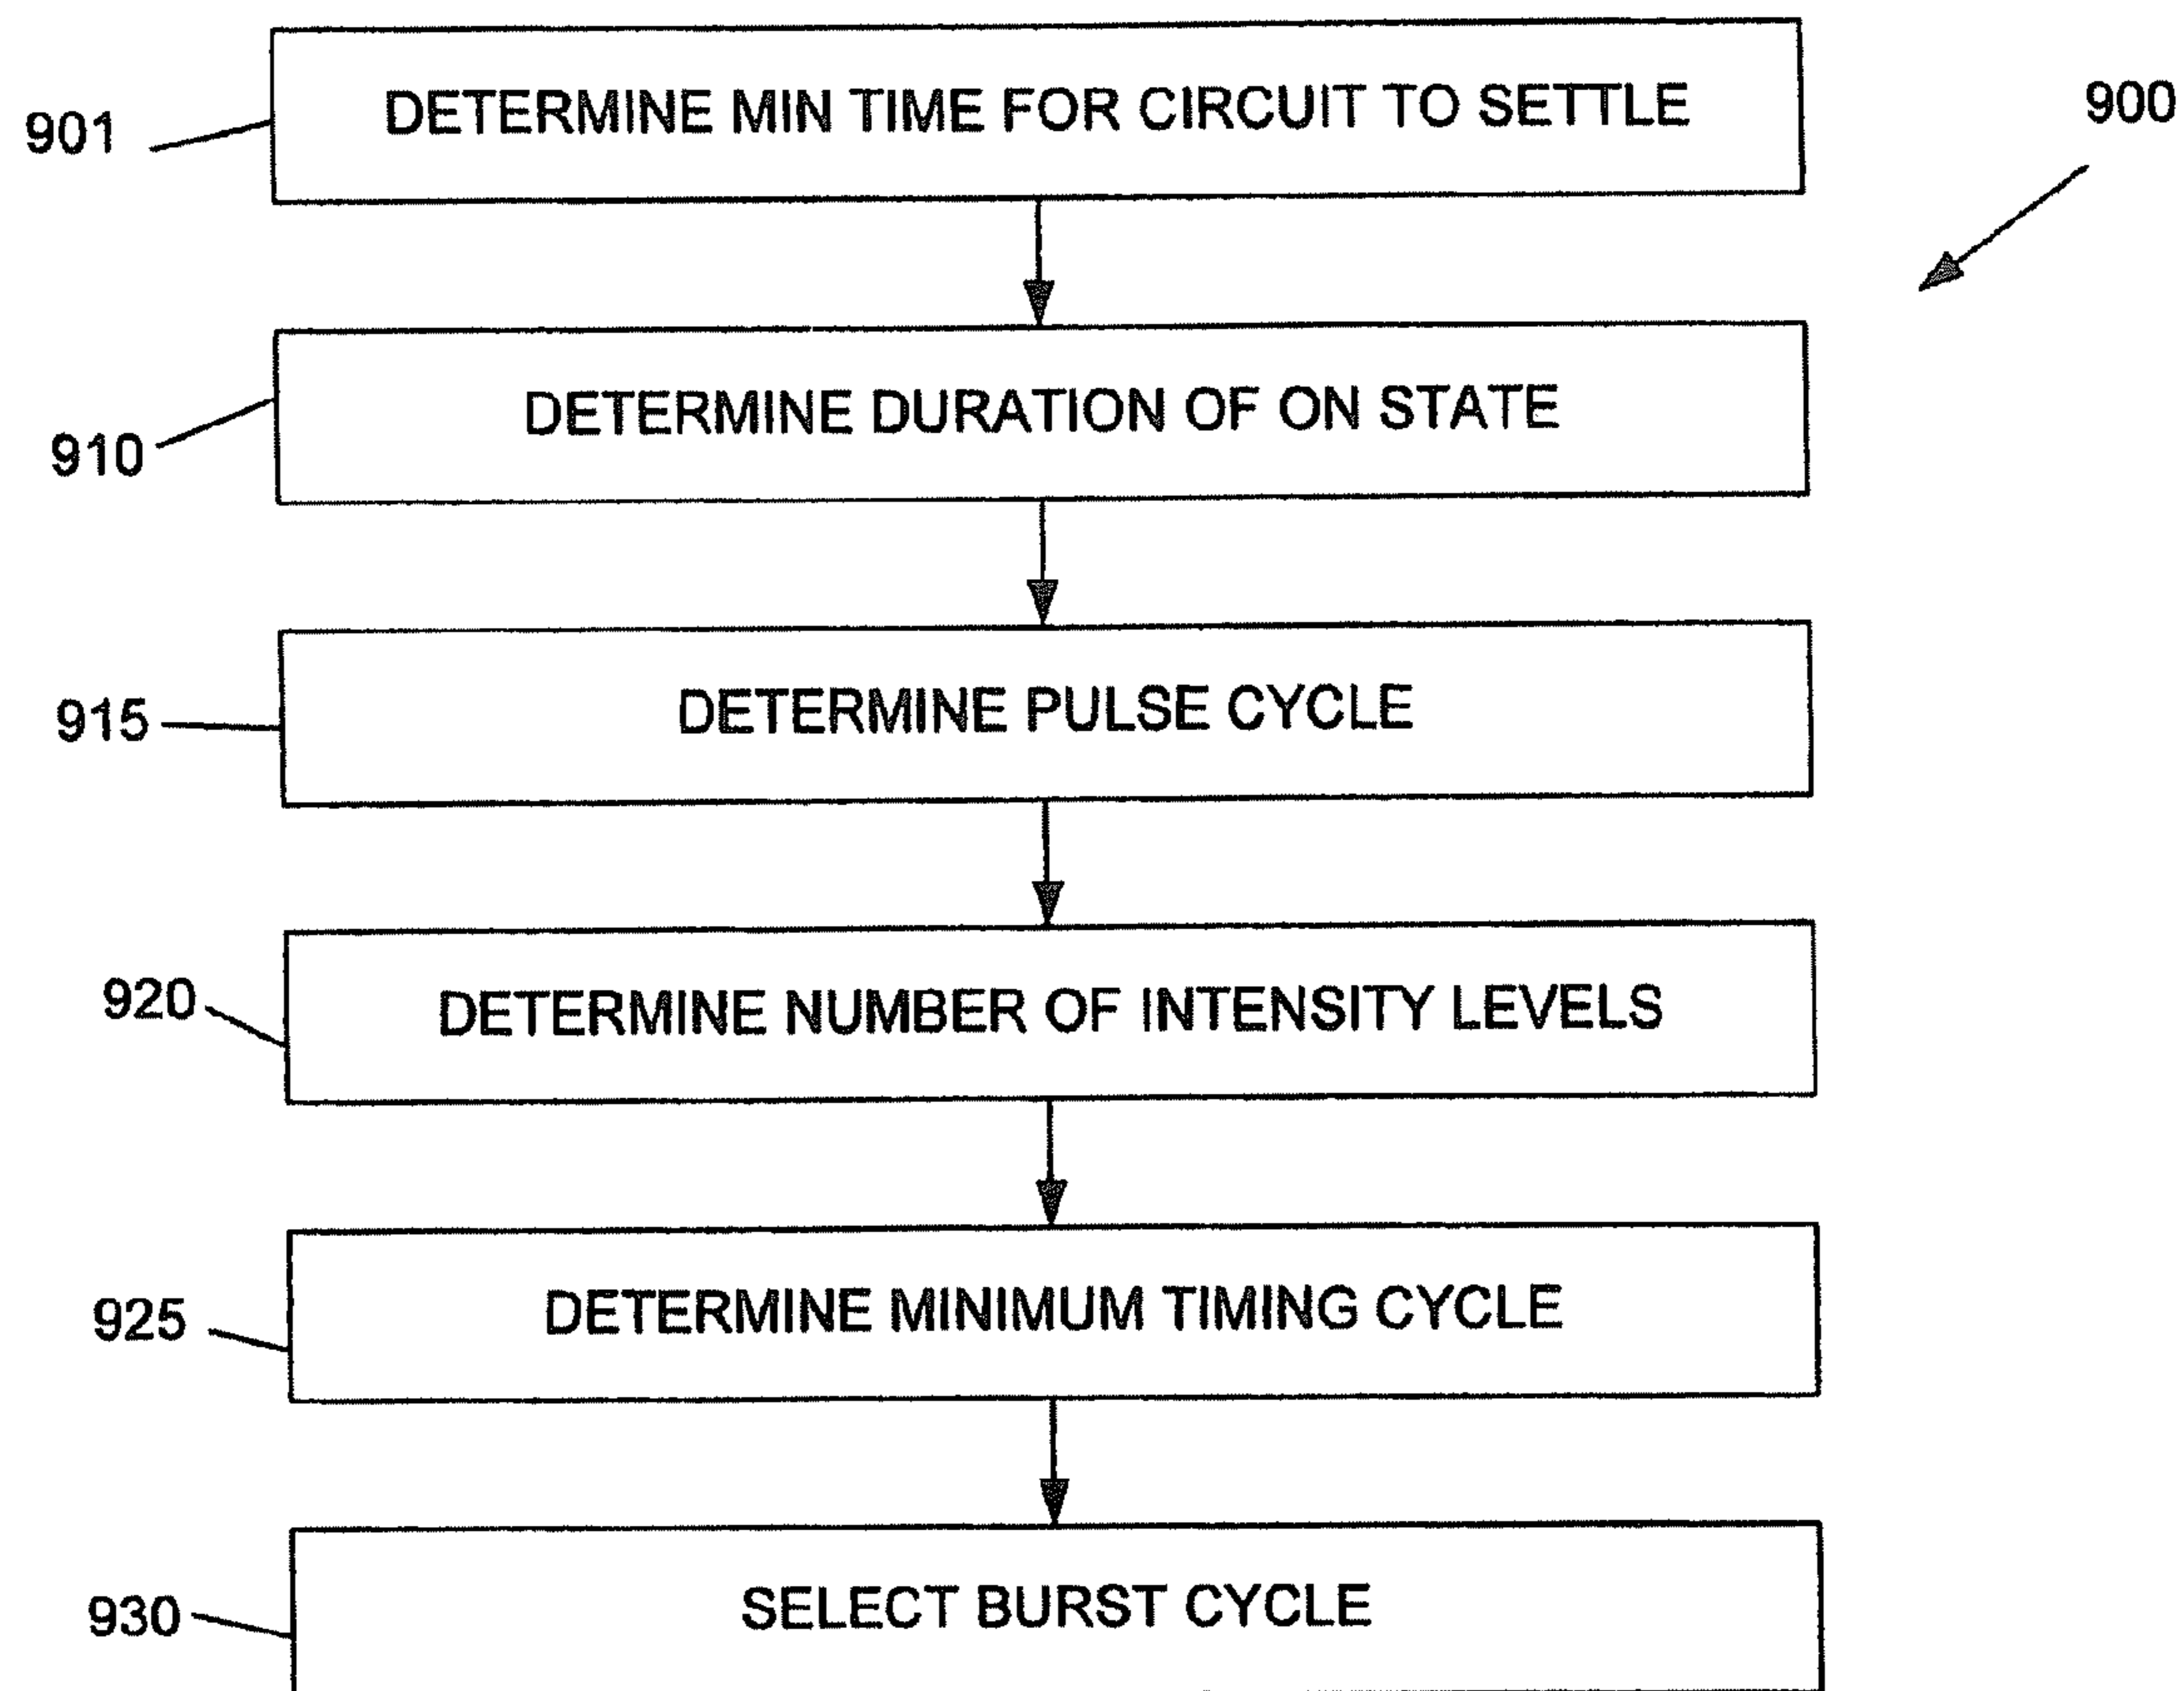 DETERMINE MIN TIME FOR CIRCUIT TO SETTLE
901
900
DETERMINE DURATION OF ON STATE
910
DETERMINE PULSE CYCLE
915
DETERMINE NUMBER OF INTENSITY LEVELS
920
DETERMINE MINIMUM TIMING CYCLE
925
SELECT BURST CYCLE
930